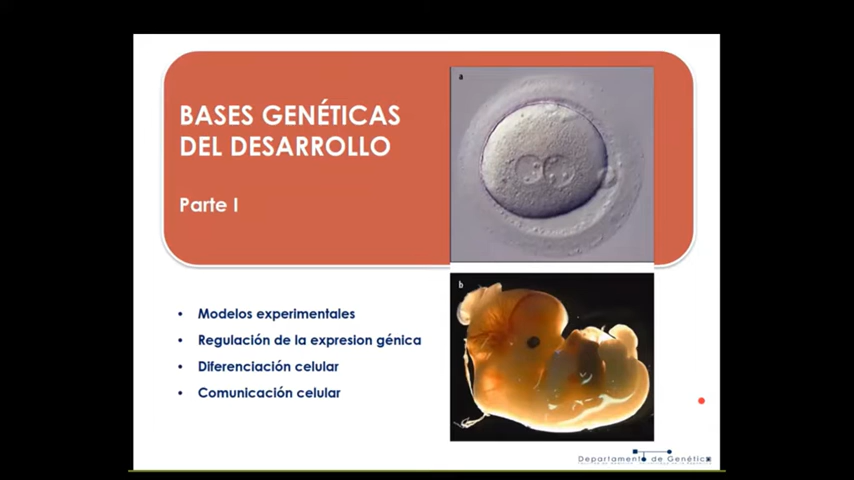 BASES GENÉTICAS
DEL DESARROLLO
Parte I
a
b
• Modelos experimentales
• Regulación de la expresion génica
• Diferenciación celular
• Comunicación celular
Departamento de Genética